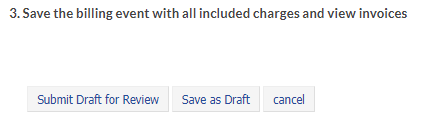 3. Save the billing event with all included charges and view invoices
Submit Draft for Review Save as Draft cancel